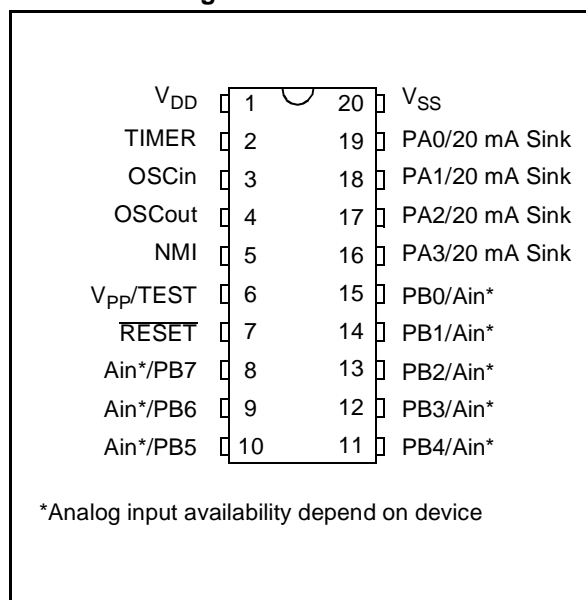 V_DD 1 20 V_SS
TIMER 2 19 PA0/20 mA Sink
OSCin 3 18 PA1/20 mA Sink
OSCout 4 17 PA2/20 mA Sink
NMI 5 16 PA3/20 mA Sink
V_PP/TEST 6 15 PB0/Ain*
RESET 7 14 PB1/Ain*
Ain*/PB7 8 13 PB2/Ain*
Ain*/PB6 9 12 PB3/Ain*
Ain*/PB5 10 11 PB4/Ain*
*Analog input availability depend on device